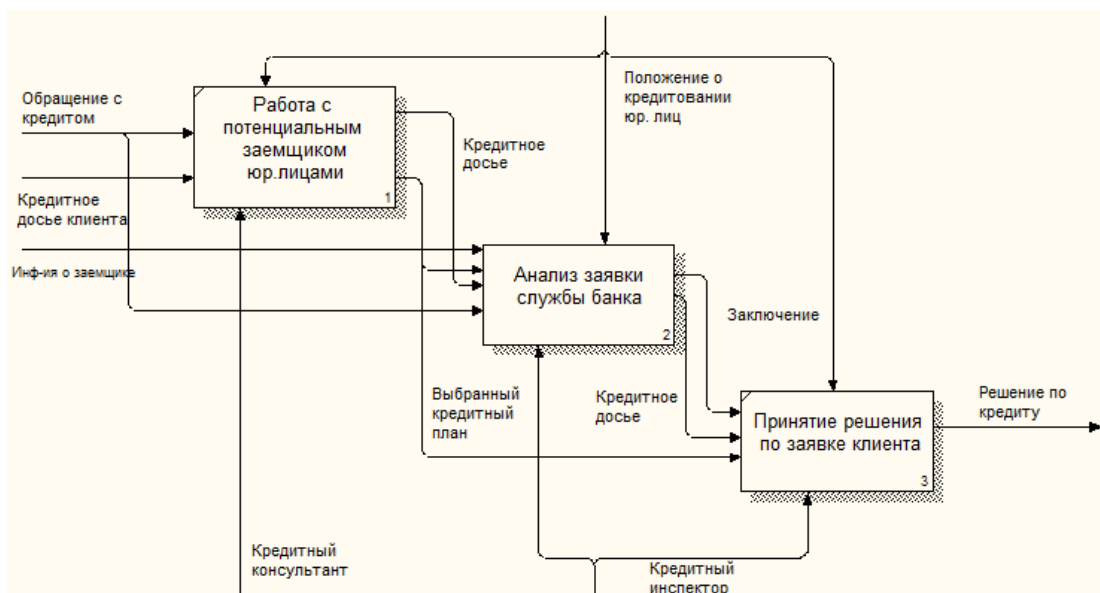 Обращение с
кредитом
Работа с
потенциальным
заемщиком
юр.лицами
1
Положение о
кредитовании
юр. лиц
Кредитное
досье
Кредитное
досье клиента
Инф-ия о заемщике
Анализ заявки
службы банка
2
Заключение
Выбранный
кредитный
план
Кредитное
досье
Принятие решения
по заявке клиента
3
Решение по
кредиту
Кредитный
консультант
Кредитный
инспектор